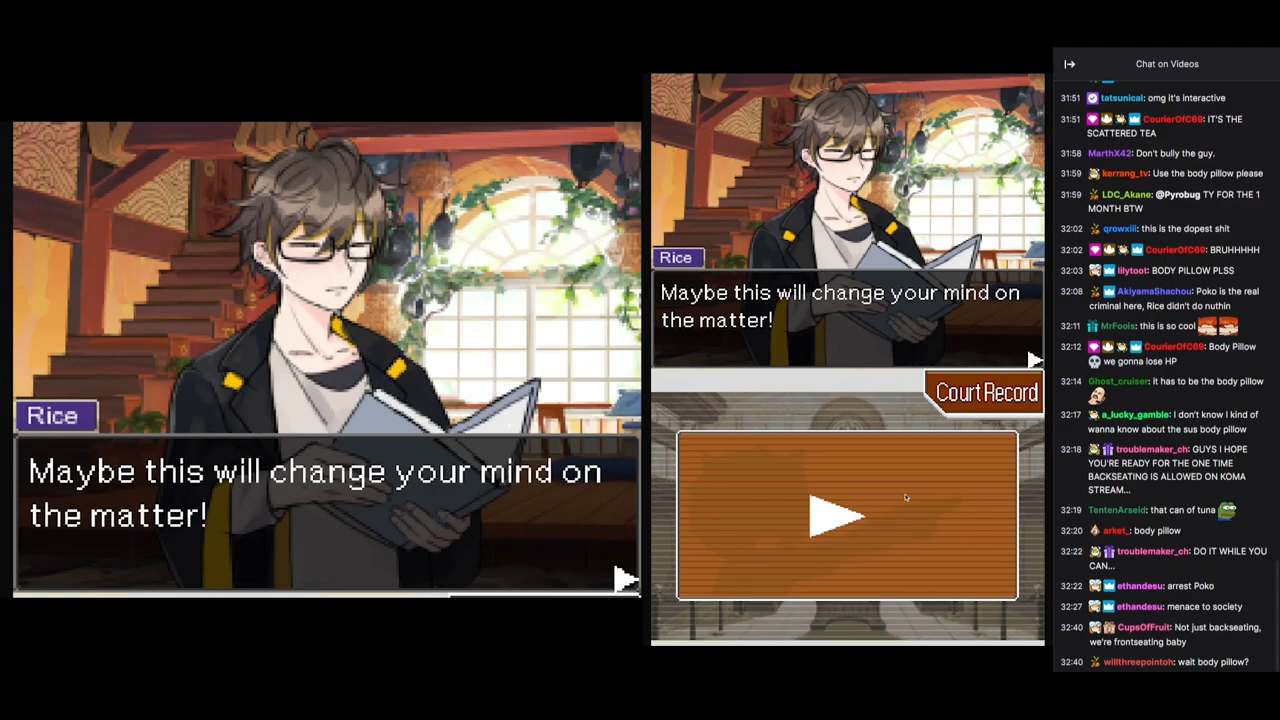 Rice
Maybe this will change your mind on
the matter!
Rice
Maybe this will change your mind on
the matter!
Court Record
Chat on Videos
31:51 tatsunical: omg it's interactive
31:51 CourierOfC69: IT'S THE
SCATTERED TEA
31:58 MarthX42: Don't bully the guy.
31:59 kerrang_tv: Use the body pillow please
31:59 LDC_Akane: @Pyrobug TY FOR THE 1
MONTH BTW
32:02 qrowxiii: this is the dopest shit
32:02 CourierOfC69: BRUHHHHH
32:03 lilytoot: BODY PILLOW PLSS
32:08 AkiyamaShachou: Poko is the real
criminal here, Rice didn't do nuthin
32:11 MrFoois: this is so cool
32:12 CourierOfC69: Body Pillow
we gonna lose HP
32:14 Ghost_cruiser: it has to be the body pillow
32:17 a_lucky_gamble: I don't know I kind of
wanna know about the sus body pillow
32:18 troublemaker_ch: GUYS I HOPE
YOU'RE READY FOR THE ONE TIME
BACKSEATING IS ALLOWED ON KOMA
STREAM...
32:19 TentenArseid: that can of tuna
32:20 arket_: body pillow
32:22 troublemaker_ch: DO IT WHILE YOU
CAN...
32:22 ethandesu: arrest Poko
32:27 ethandesu: menace to society
32:40 CupsOfFruit: Not just backseating,
we're frontseating baby
32:40 willthreepointoh: wait body pillow?